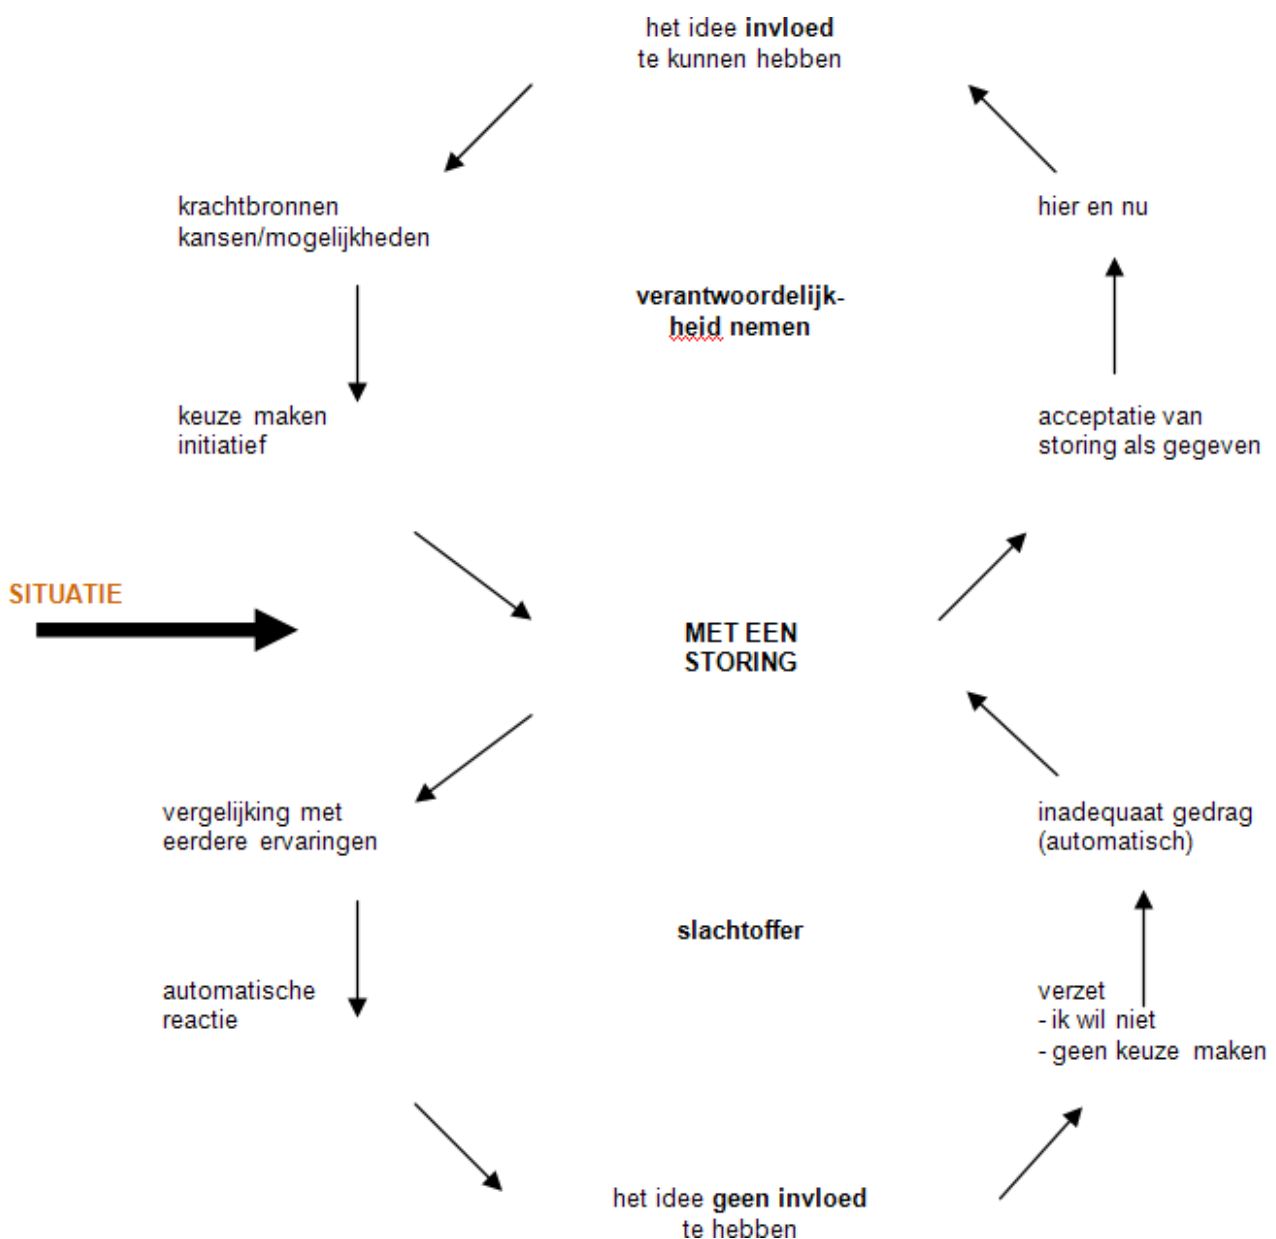 het idee invloed
te kunnen hebben
krachtbronnen
kansen/mogelijkheden
hier en nu
verantwoordelijk-
heid nemen
keuze maken
initiatief
acceptatie van
storing als gegeven
SITUATIE
MET EEN
STORING
vergelijking met
eerdere ervaringen
inadequaat gedrag
(automatisch)
slachtoffer
automatische
reactie
verzet
- ik wil niet
- geen keuze maken
het idee geen invloed
te hebben